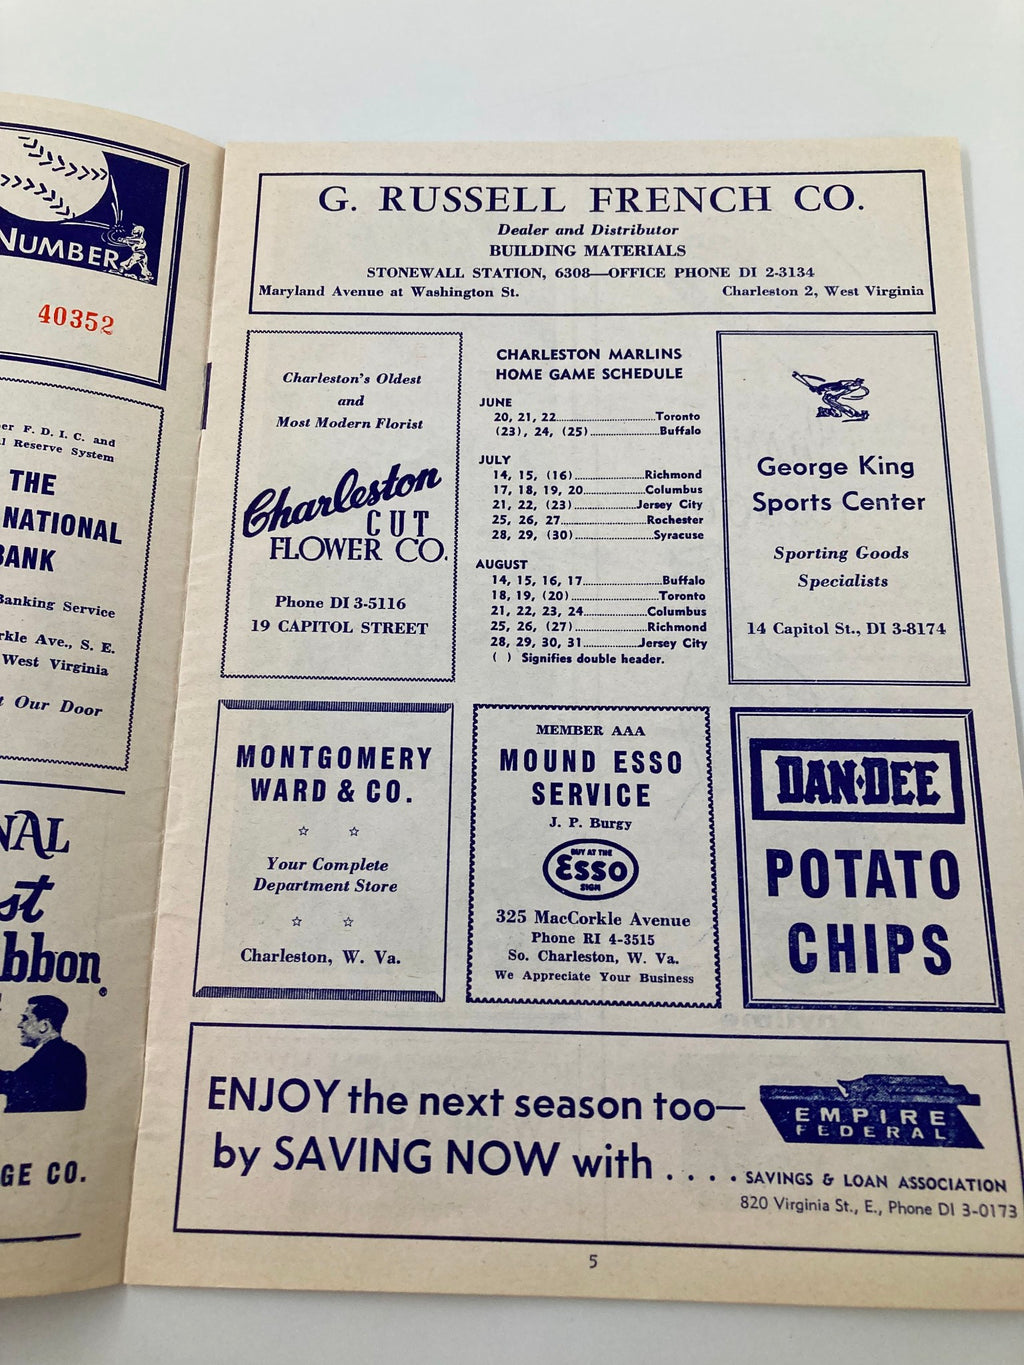 NUMBER
40352
F. D. I. C. and
Reserve System
THE
NATIONAL
BANK
Banking Service
Ave., S. E.
West Virginia
Our Door
CO.
G. RUSSELL FRENCH CO.
Dealer and Distributor
BUILDING MATERIALS
STONEWALL STATION, 6308—OFFICE PHONE DI 2-3134
Maryland Avenue at Washington St. Charleston 2, West Virginia
Charleston's Oldest
and
Most Modern Florist
Charleston
CUT
FLOWER CO.
Phone DI 3-5116
19 CAPITOL STREET
CHARLESTON MARLINS
HOME GAME SCHEDULE
JUNE
20, 21, 22 Toronto
(23), 24, (25) Buffalo
JULY
14, 15, (16) Richmond
17, 18, 19, 20 Columbus
21, 22, (23) Jersey City
25, 26, 27 Rochester
28, 29, (30) Syracuse
AUGUST
14, 15, 16, 17 Buffalo
18, 19, (20) Toronto
21, 22, 23, 24 Columbus
25, 26, (27) Richmond
28, 29, 30, 31 Jersey City
( ) Signifies double header.
George King
Sports Center
Sporting Goods
Specialists
14 Capitol St., DI 3-8174
MONTGOMERY
WARD & CO.
Your Complete
Department Store
Charleston, W. Va.
MEMBER AAA
MOUND ESSO
SERVICE
J. P. Burgy
BUY AT THE
Esso
SIGN
325 MacCorkle Avenue
Phone RI 4-3515
So. Charleston, W. Va.
We Appreciate Your Business
DAN-DEE
POTATO
CHIPS
ENJOY the next season too—
by SAVING NOW with . . . .
EMPIRE
FEDERAL
SAVINGS & LOAN ASSOCIATION
820 Virginia St., E., Phone DI 3-0173
5